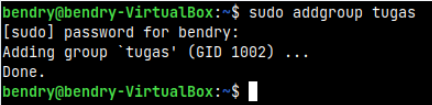 bendry@bendry-VirtualBox:~$ sudo addgroup tugas
[sudo] password for bendry:
Adding group `tugas' (GID 1002) ...
Done.
bendry@bendry-VirtualBox:~$